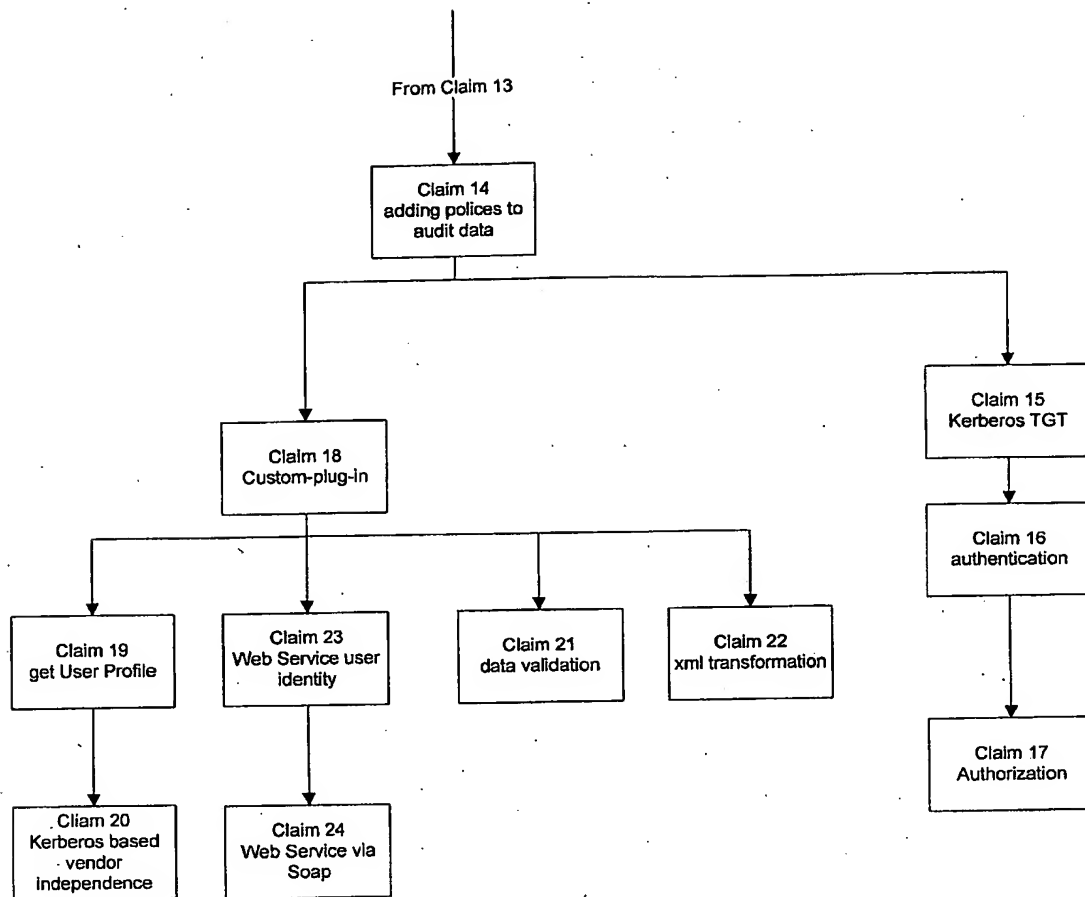 From Claim 13
Claim 14
adding polices to
audit data
Claim 15
Kerberos TGT
Claim 18
Custom-plug-in
Claim 16
authentication
Claim 19
get User Profile
Claim 23
Web Service user
identity
Claim 21
data validation
Claim 22
xml transformation
Claim 17
Authorization
Cliam 20
Kerberos based
vendor
independence
Claim 24
Web Service via
Soap